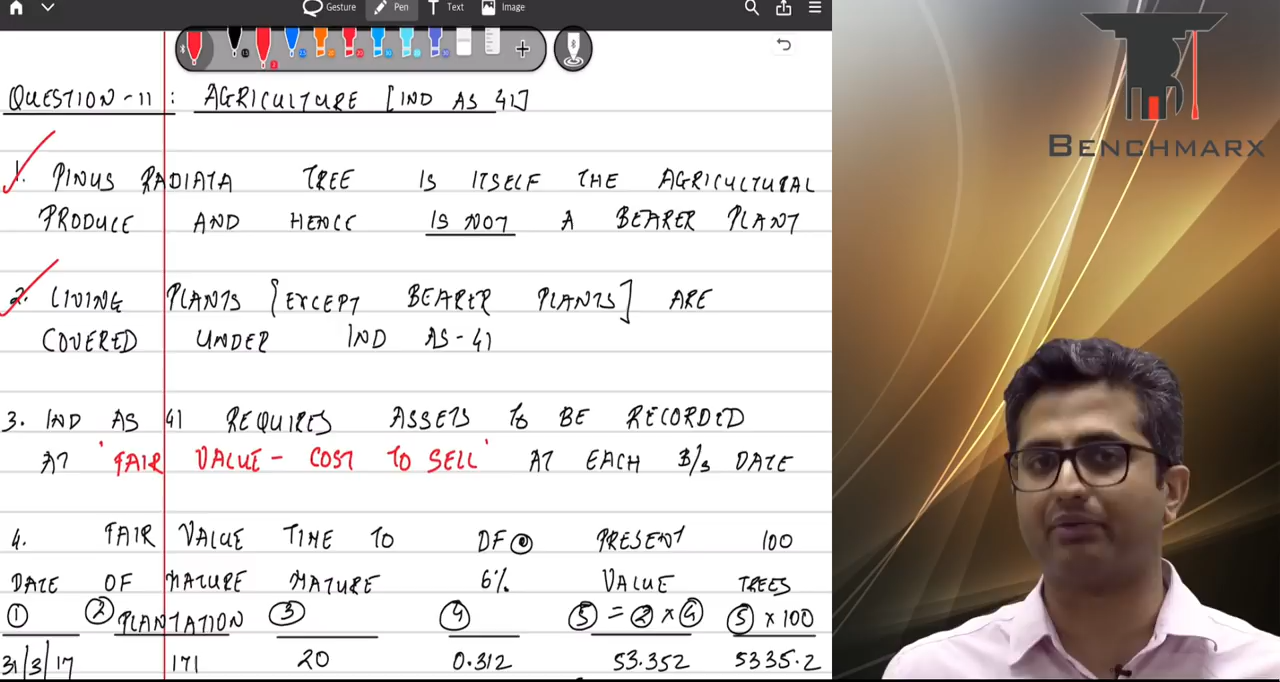 Gesture Pen Text Image
BENCHMARX
QUESTION-11 : AGRICULTURE [IND AS 41]
1. PINUS RADIATA TREE IS ITSELF THE AGRICULTURAL
PRODUCE AND HENCE IS NOT A BEARER PLANT
2. LIVING PLANTS [EXCEPT BEARER PLANTS] ARE
COVERED UNDER IND AS-41
3. IND AS 41 REQUIRES ASSETS TO BE RECORDED
AT 'FAIR VALUE - COST TO SELL' AT EACH B/S DATE
4. FAIR VALUE TIME TO DF@ PRESENT 100
DATE OF MATURE MATURE 6% VALUE TREES
① ② PLANTATION ③ ④ ⑤ = ② × ④ ⑤ × 100
31/3/17 171 20 0.312 53.352 5335.2